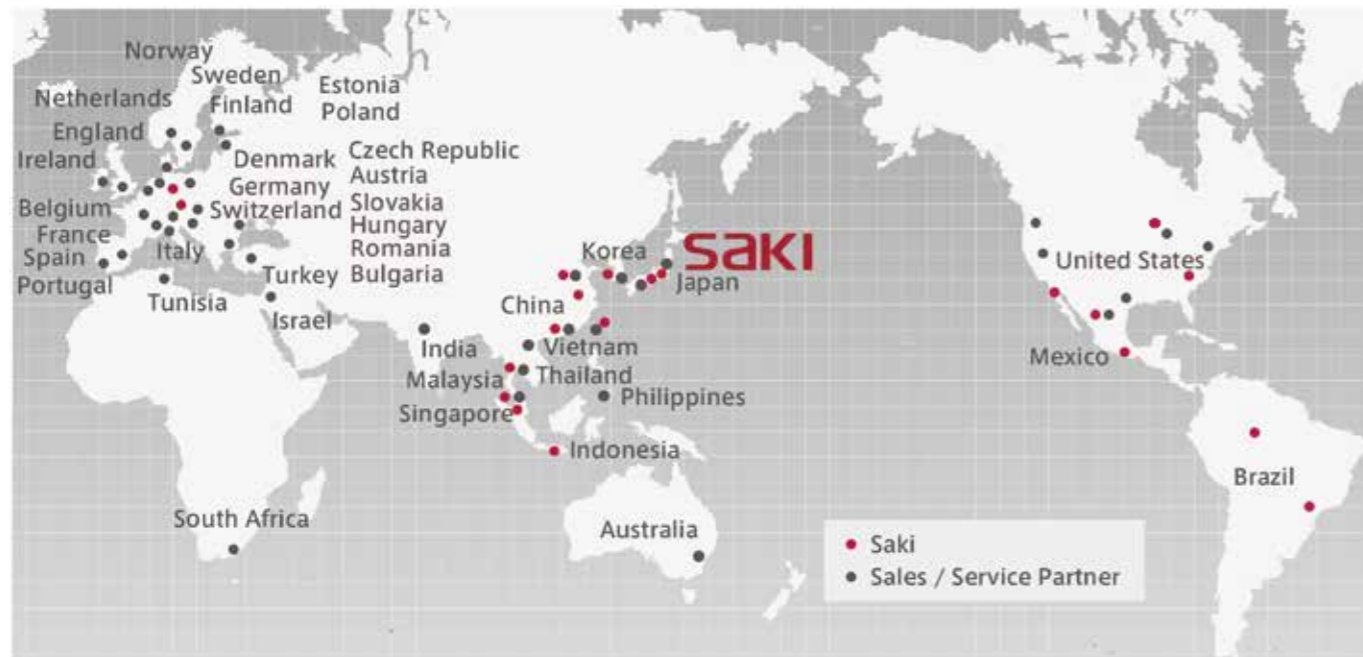 Norway
Sweden
Estonia
Netherlands
Finland
Poland
England
Ireland
Denmark
Czech Republic
Austria
Germany
Belgium
Switzerland
Slovakia
France
Hungary
Italy
Romania
Spain
Bulgaria
Portugal
Turkey
Tunisia
Israel
Korea
saki
Japan
China
India
Vietnam
Malaysia
Thailand
Singapore
Philippines
Indonesia
South Africa
Australia
United States
Mexico
Brazil
Saki
Sales / Service Partner